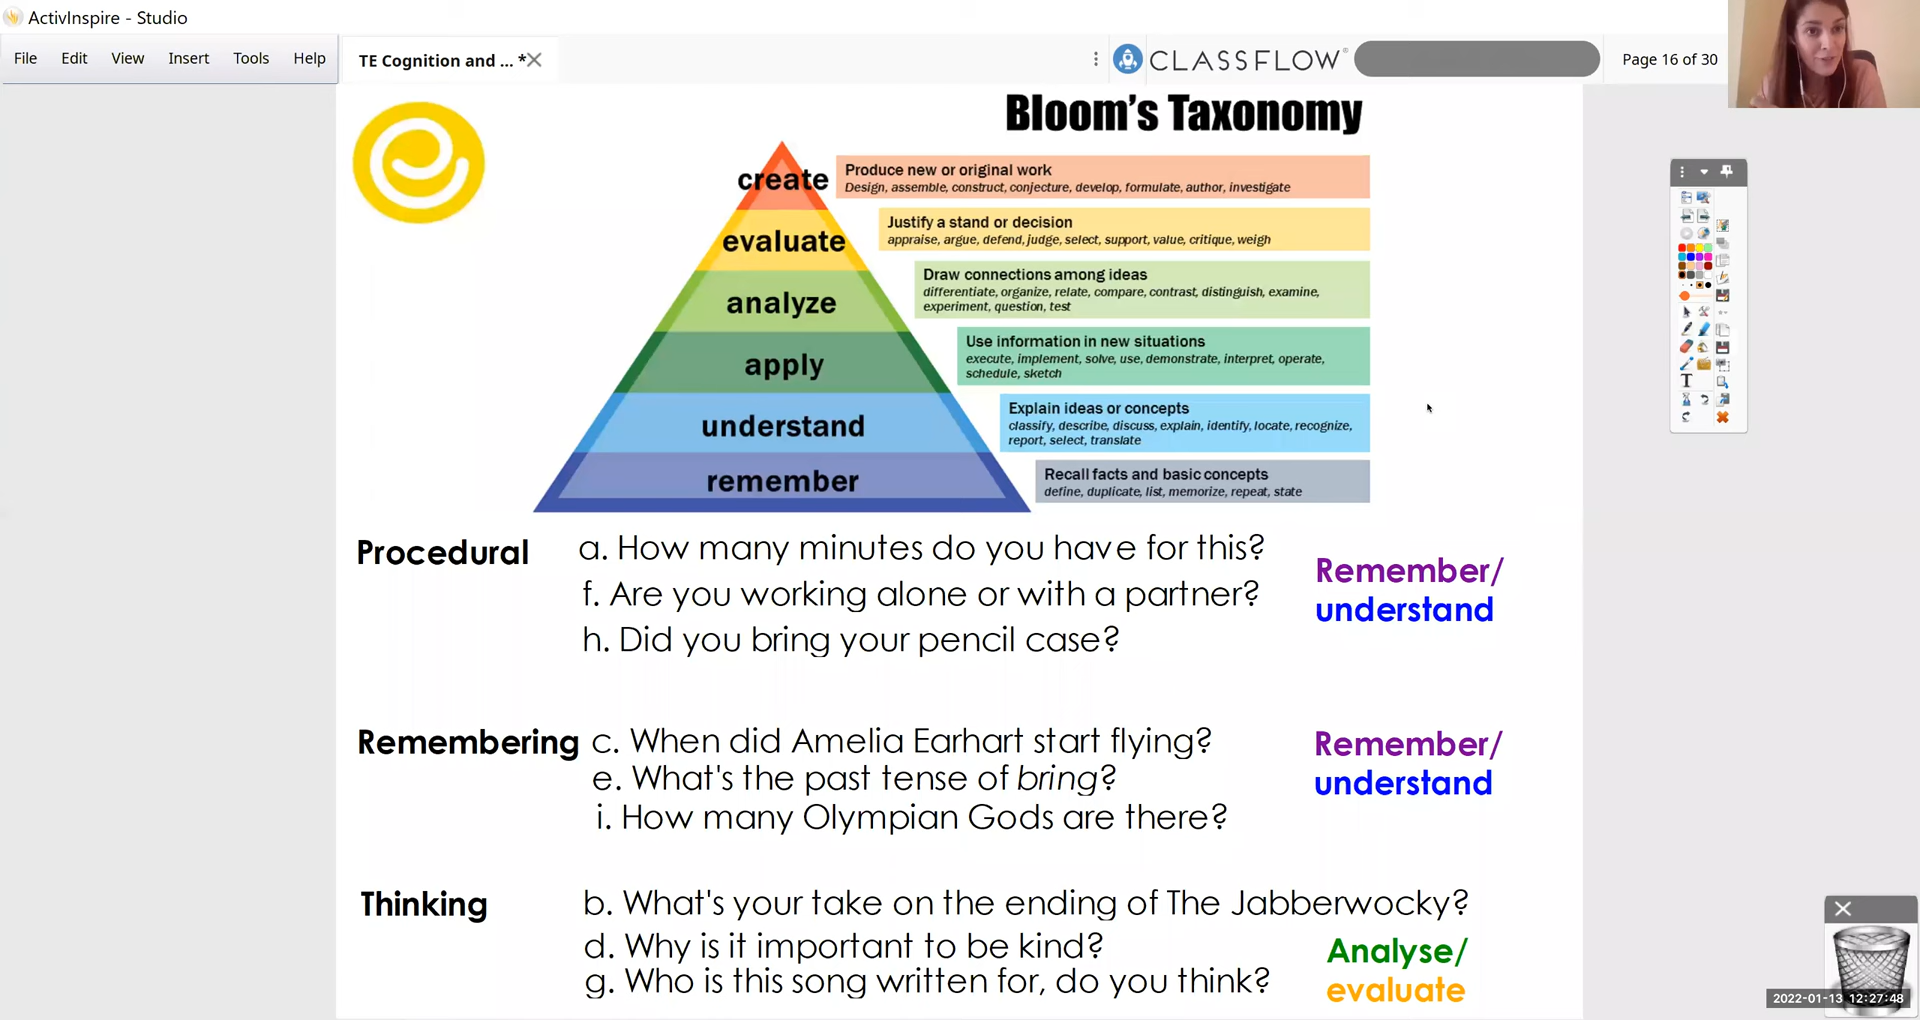 ActivInspire - Studio
File Edit View Insert Tools Help
TE Cognition and ... *
CLASSFLOW
Page 16 of 30
Bloom's Taxonomy
create
Produce new or original work
Design, assemble, construct, conjecture, develop, formulate, author, investigate
evaluate
Justify a stand or decision
appraise, argue, defend, judge, select, support, value, critique, weigh
analyze
Draw connections among ideas
differentiate, organize, relate, compare, contrast, distinguish, examine,
experiment, question, test
apply
Use information in new situations
execute, implement, solve, use, demonstrate, interpret, operate,
schedule, sketch
understand
Explain ideas or concepts
classify, describe, discuss, explain, identify, locate, recognize,
report, select, translate
remember
Recall facts and basic concepts
define, duplicate, list, memorize, repeat, state
Procedural
a. How many minutes do you have for this?
f. Are you working alone or with a partner?
h. Did you bring your pencil case?
Remember/
understand
Remembering
c. When did Amelia Earhart start flying?
e. What's the past tense of bring?
i. How many Olympian Gods are there?
Remember/
understand
Thinking
b. What's your take on the ending of The Jabberwocky?
d. Why is it important to be kind?
g. Who is this song written for, do you think?
Analyse/
evaluate
T
2022-01-13 12:27:48